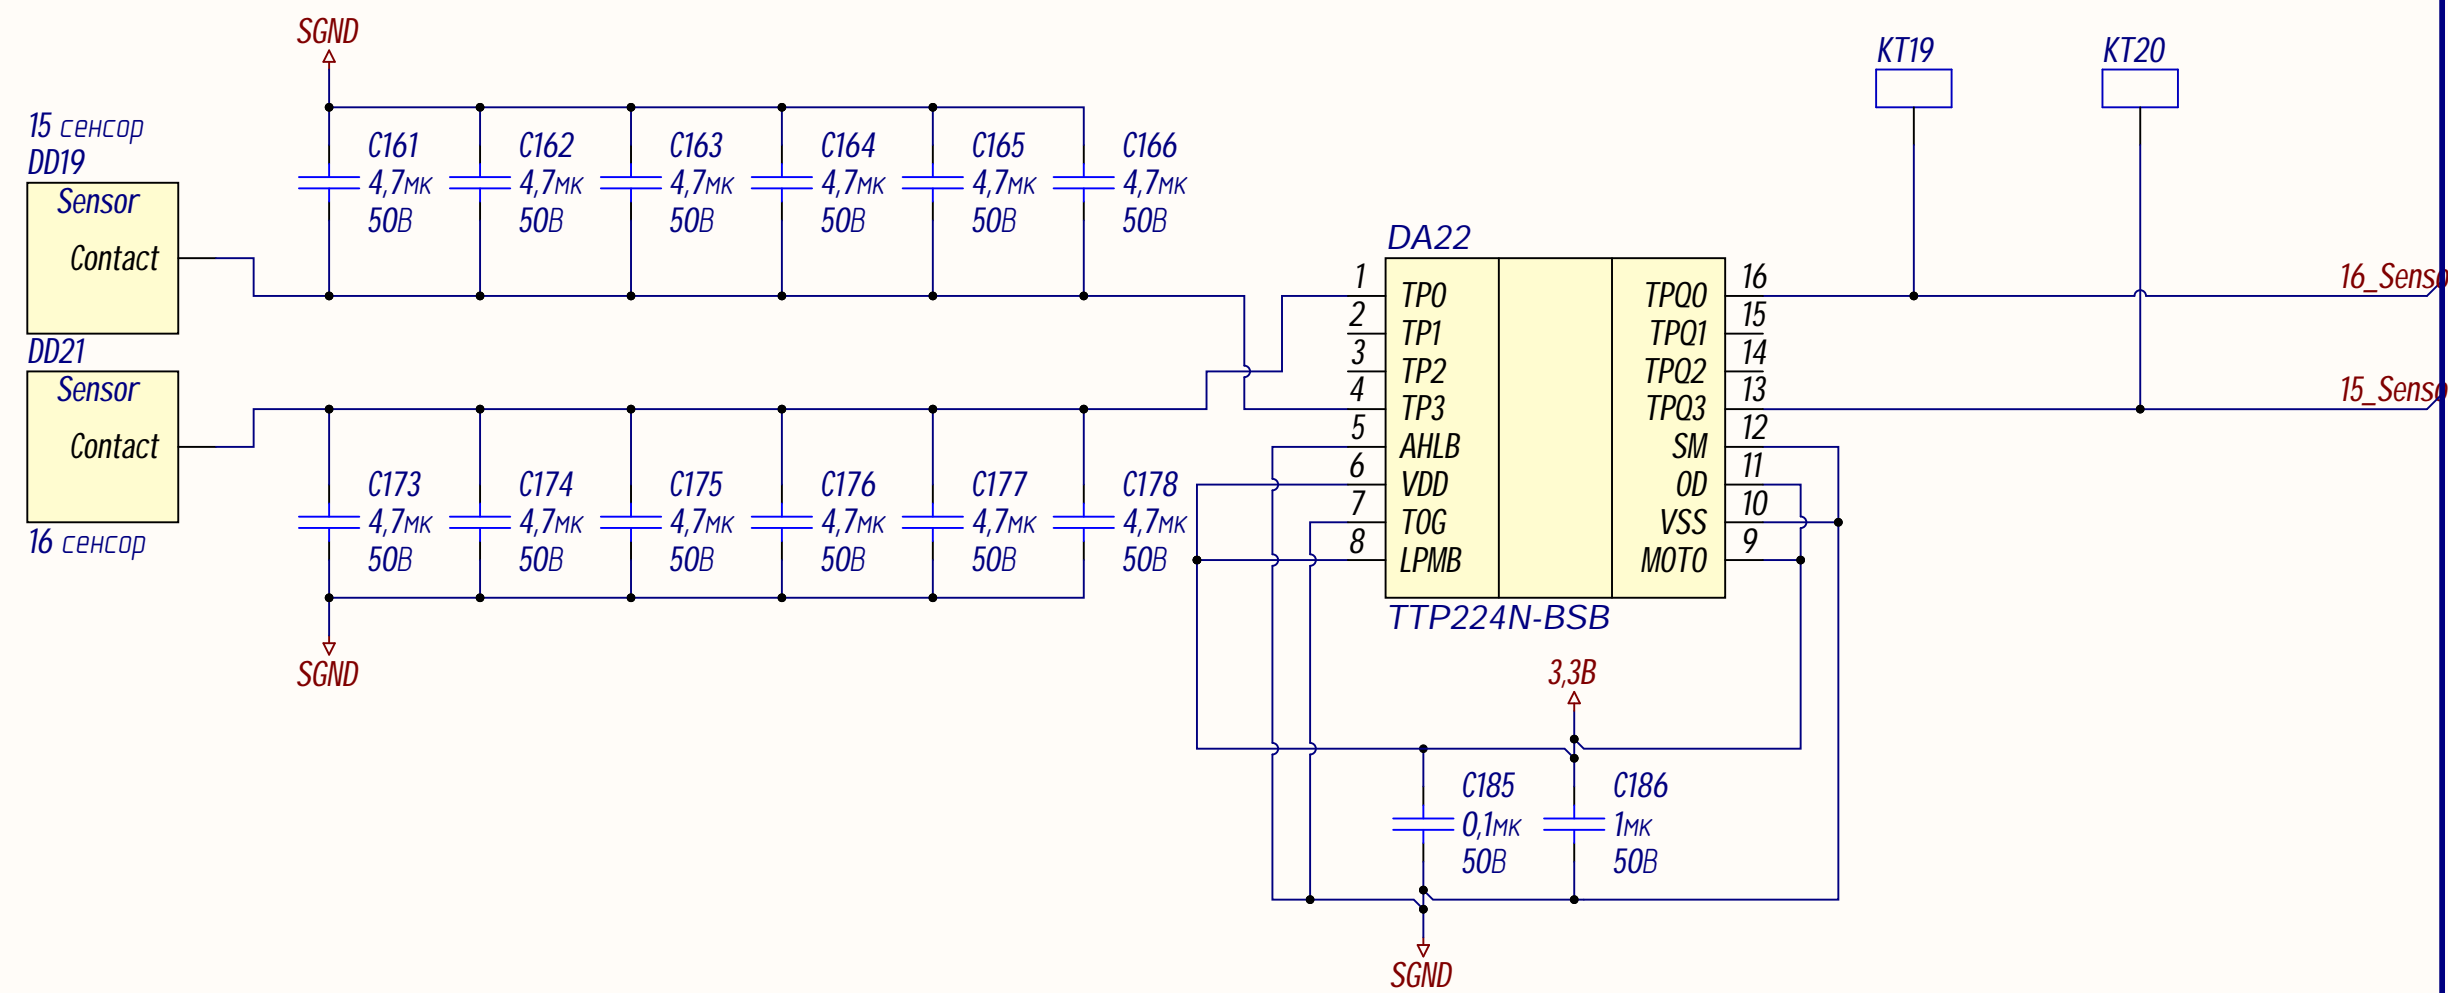 SGND
15 сенсор
DD19
Sensor
Contact
C161
4,7мк
50В
C162
4,7мк
50В
C163
4,7мк
50В
C164
4,7мк
50В
C165
4,7мк
50В
C166
4,7мк
50В
DD21
Sensor
Contact
16 сенсор
C173
4,7мк
50В
C174
4,7мк
50В
C175
4,7мк
50В
C176
4,7мк
50В
C177
4,7мк
50В
C178
4,7мк
50В
SGND
DA22
1 TP0 TPQ0 16
2 TP1 TPQ1 15
3 TP2 TPQ2 14
4 TP3 TPQ3 13
5 AHLB SM 12
6 VDD OD 11
7 TOG VSS 10
8 LPMB MOTO 9
TTP224N-BSB
KT19
KT20
16_Senso
15_Senso
3,3В
C185
0,1мк
50В
C186
1мк
50В
SGND